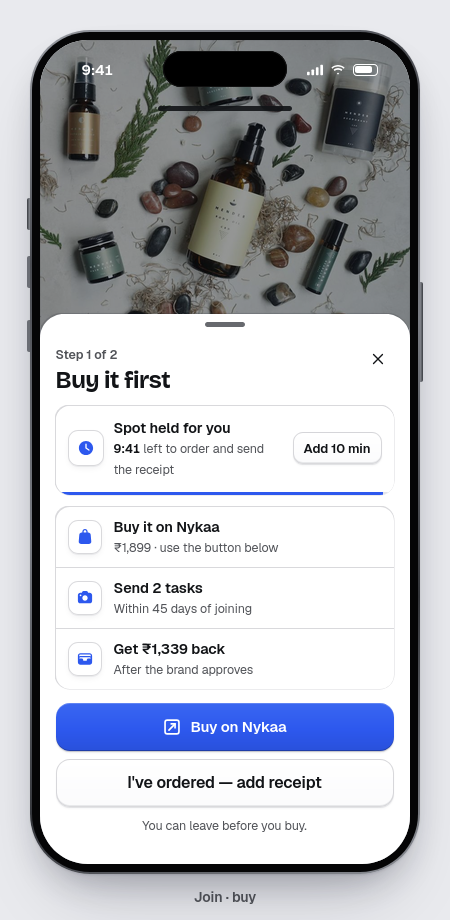 9:41
Step 1 of 2
Buy it first
Spot held for you
9:41 left to order and send
the receipt
Add 10 min
Buy it on Nykaa
₹1,899 · use the button below
Send 2 tasks
Within 45 days of joining
Get ₹1,339 back
After the brand approves
Buy on Nykaa
I've ordered — add receipt
You can leave before you buy.
Join · buy